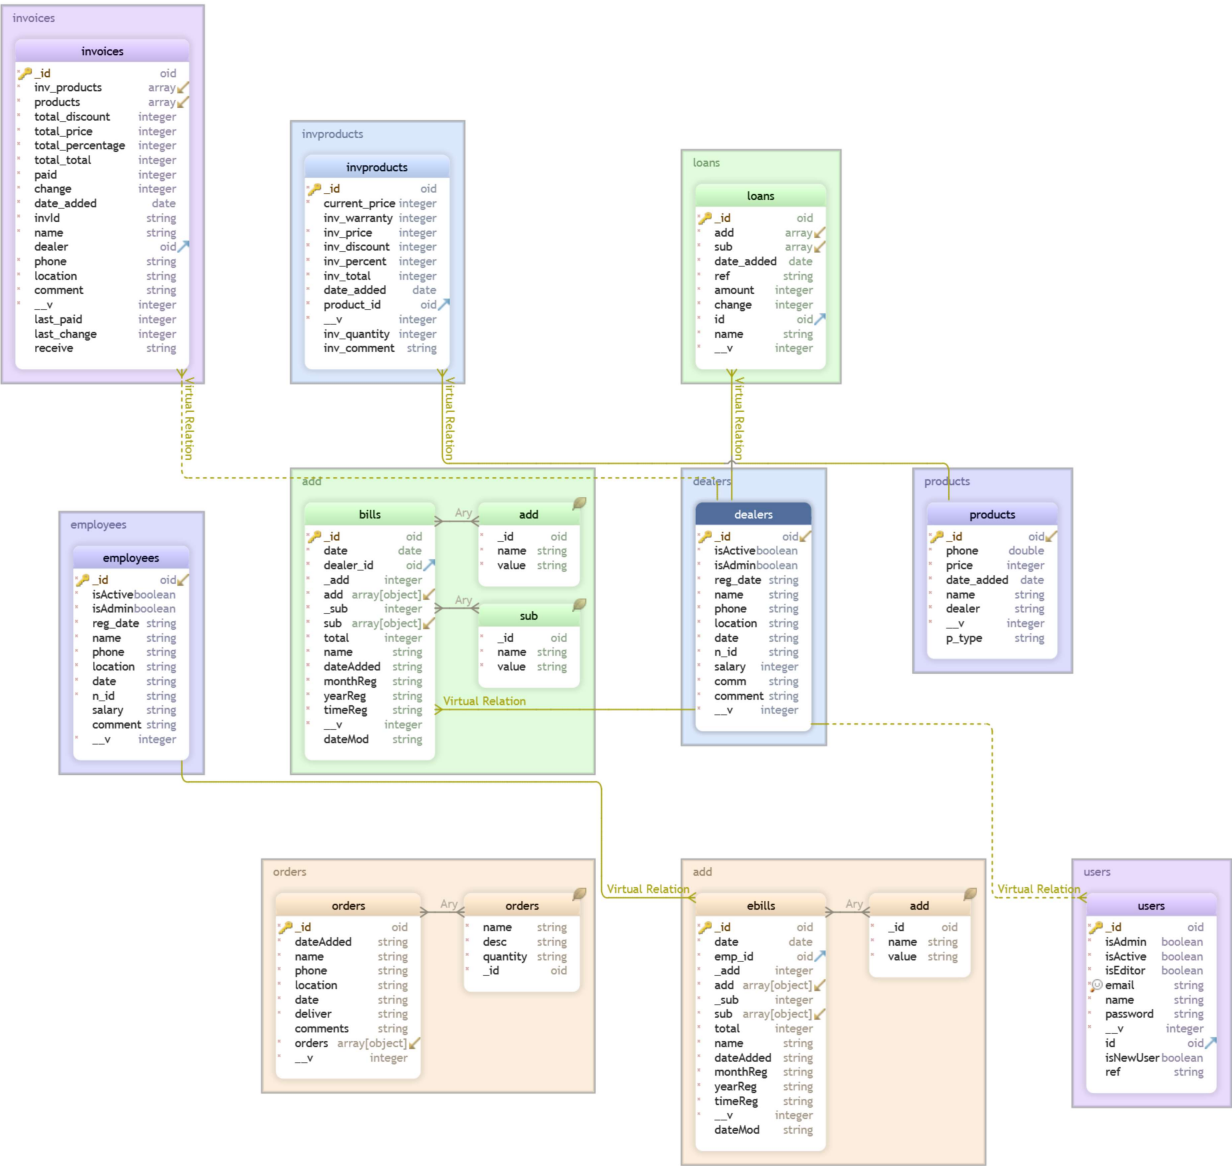 invoices
invoices
_id oid
inv_products array
products array
total_discount integer
total_price integer
total_percentage integer
total_total integer
paid integer
change integer
date_added date
invId string
name string
dealer oid
phone string
location string
comment string
__v integer
last_paid integer
last_change integer
receive string
Virtual Relation
invproducts
invproducts
_id oid
current_price integer
inv_warranty integer
inv_price integer
inv_discount integer
inv_percent integer
inv_total integer
date_added date
product_id oid
__v integer
inv_quantity integer
inv_comment string
Virtual Relation
loans
loans
_id oid
add array
sub array
date_added date
ref string
amount integer
change integer
id oid
name string
__v integer
Virtual Relation
employees
employees
_id oid
isActive boolean
isAdmin boolean
reg_date string
name string
phone string
location string
date string
n_id string
salary string
comment string
__v integer
add
bills
_id oid
date date
dealer_id oid
_add integer
add array[object]
_sub integer
sub array[object]
total integer
name string
dateAdded string
monthReg string
yearReg string
timeReg string
__v integer
dateMod string
Ary
add
_id oid
name string
value string
Ary
sub
_id oid
name string
value string
Virtual Relation
dealers
dealers
_id oid
isActive boolean
isAdmin boolean
reg_date string
name string
phone string
location string
date string
n_id string
salary integer
comm string
comment string
__v integer
products
products
_id oid
phone double
price integer
date_added date
name string
dealer string
__v integer
p_type string
orders
orders
_id oid
dateAdded string
name string
phone string
location string
date string
deliver string
comments string
orders array[object]
__v integer
Ary
orders
name string
desc string
quantity string
_id oid
Virtual Relation
add
ebills
_id oid
date date
emp_id oid
_add integer
add array[object]
_sub integer
sub array[object]
total integer
name string
dateAdded string
monthReg string
yearReg string
timeReg string
__v integer
dateMod string
Ary
add
_id oid
name string
value string
Virtual Relation
users
users
_id oid
isAdmin boolean
isActive boolean
isEditor boolean
email string
name string
password string
__v integer
id oid
isNewUser boolean
ref string